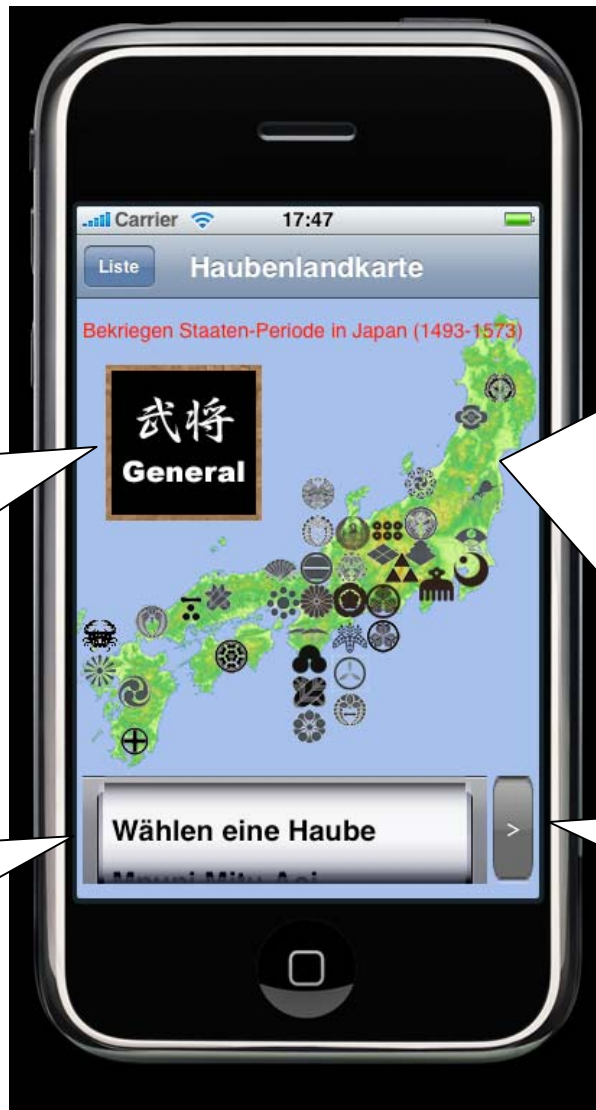 Carrier 17:47
Liste Haubenlandkarte
Bekriegen Staaten-Periode in Japan (1493-1573)
武将
General
Wählen eine Haube >